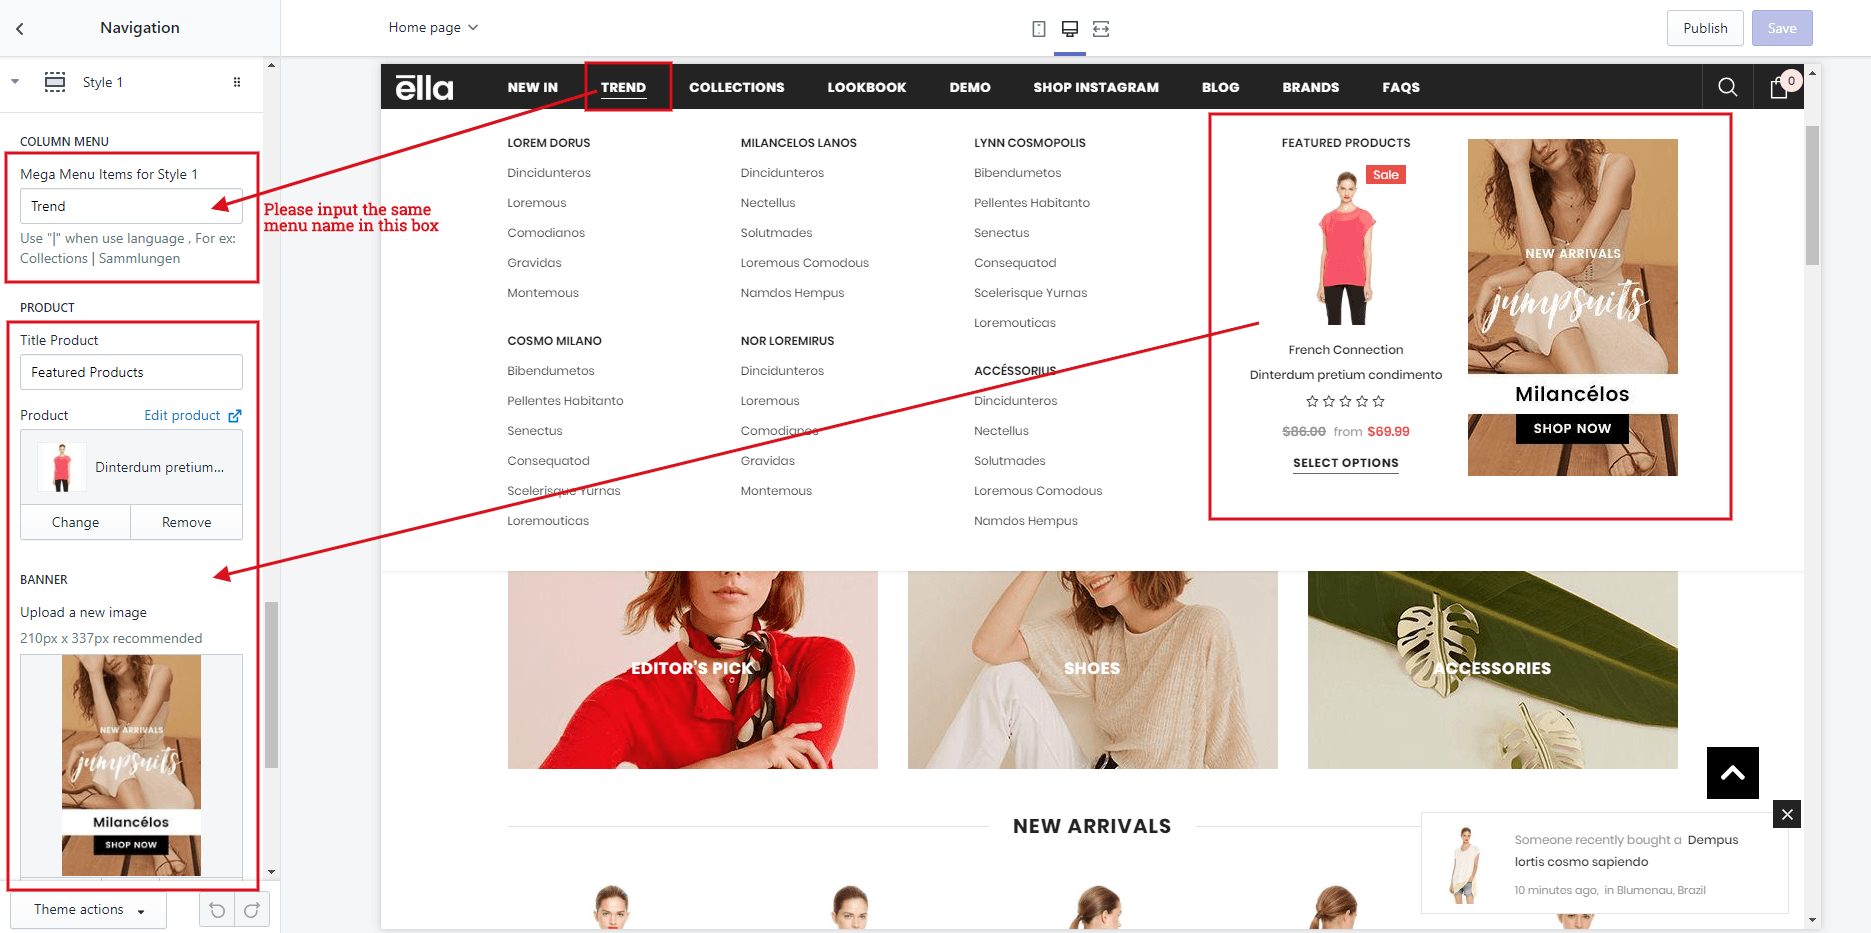 Navigation
Home page
Publish
Save
Style 1
COLUMN MENU
Mega Menu Items for Style 1
Trend
Use "|" when use language , For ex:
Collections | Sammlungen
Please input the same
menu name in this box
PRODUCT
Title Product
Featured Products
Product
Edit product
Dinterdum pretium...
Change
Remove
BANNER
Upload a new image
210px x 337px recommended
NEW ARRIVALS
jumpsuits
Milancélos
SHOP NOW
Theme actions
ēlla
NEW IN
TREND
COLLECTIONS
LOOKBOOK
DEMO
SHOP INSTAGRAM
BLOG
BRANDS
FAQS
0
LOREM DORUS
Dincidunteros
Loremous
Comodianos
Gravidas
Montemous
COSMO MILANO
Bibendumetos
Pellentes Habitanto
Senectus
Consequatod
Scelerisque Yurnas
Loremouticas
MILANCELOS LANOS
Dincidunteros
Nectellus
Solutmades
Loremous Comodous
Namdos Hempus
NOR LOREMIRUS
Dincidunteros
Loremous
Comodianos
Gravidas
Montemous
LYNN COSMOPOLIS
Bibendumetos
Pellentes Habitanto
Senectus
Consequatod
Scelerisque Yurnas
Loremouticas
ACCÉSSORIUS
Dincidunteros
Nectellus
Solutmades
Loremous Comodous
Namdos Hempus
FEATURED PRODUCTS
Sale
French Connection
Dinterdum pretium condimento
$86.00 from $69.99
SELECT OPTIONS
NEW ARRIVALS
jumpsuits
Milancélos
SHOP NOW
EDITOR'S PICK
SHOES
ACCESSORIES
NEW ARRIVALS
Someone recently bought a Dempus
lortis cosmo sapiendo
10 minutes ago, in Blumenau, Brazil